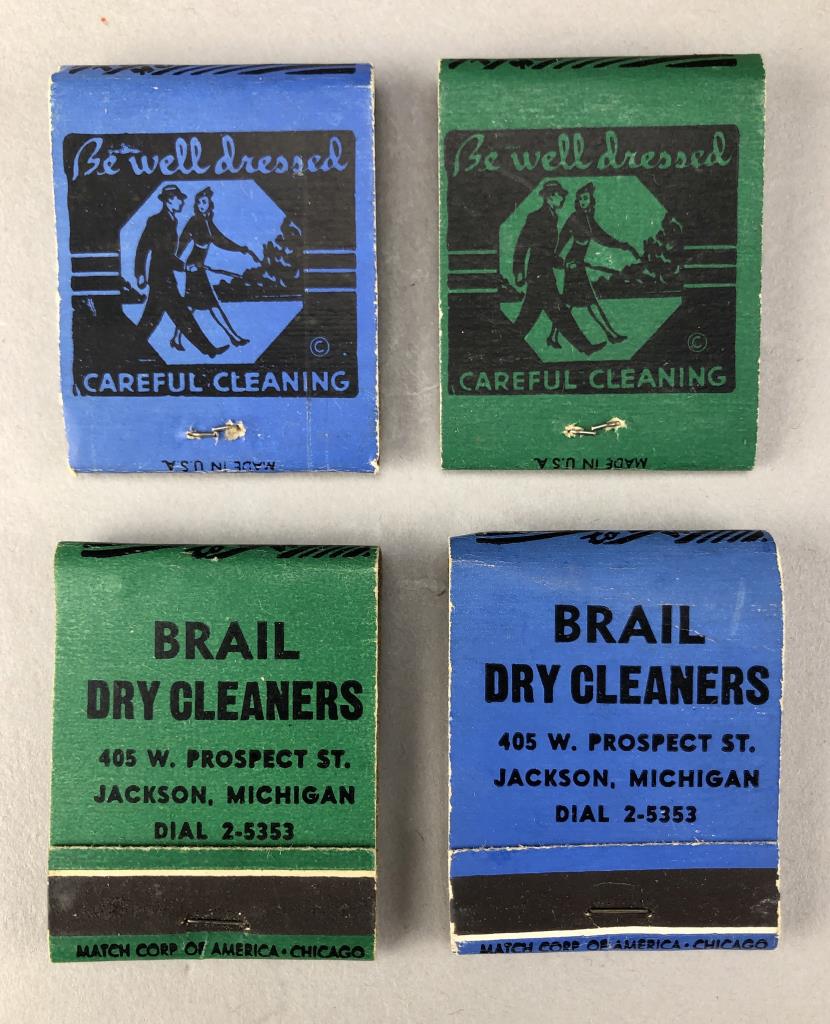 Be well dressed
©
CAREFUL CLEANING
MADE IN U.S.A.
Be well dressed
©
CAREFUL CLEANING
MADE IN U.S.A.
BRAIL
DRY CLEANERS
405 W. PROSPECT ST.
JACKSON, MICHIGAN
DIAL 2-5353
MATCH CORP OF AMERICA • CHICAGO
BRAIL
DRY CLEANERS
405 W. PROSPECT ST.
JACKSON, MICHIGAN
DIAL 2-5353
MATCH CORP OF AMERICA • CHICAGO